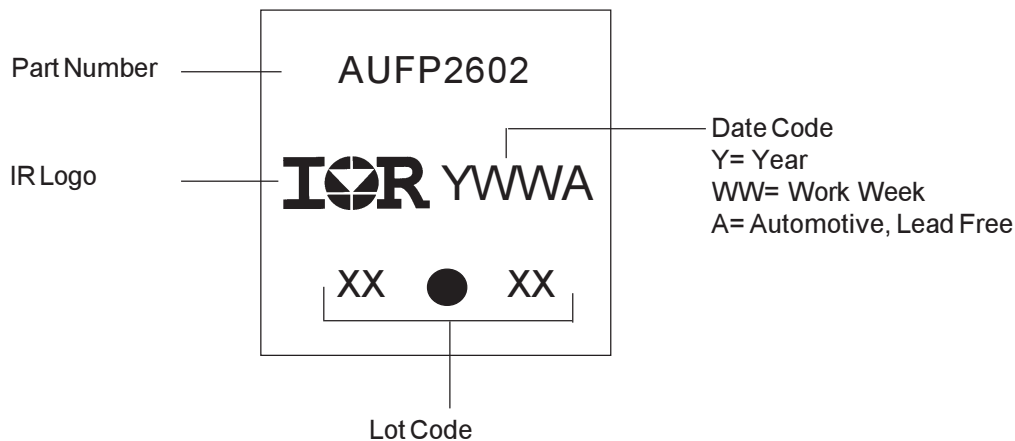 Part Number
AUFP2602
IR Logo
IOR YWWA
Date Code
Y= Year
WW= Work Week
A= Automotive, Lead Free
XX XX
Lot Code